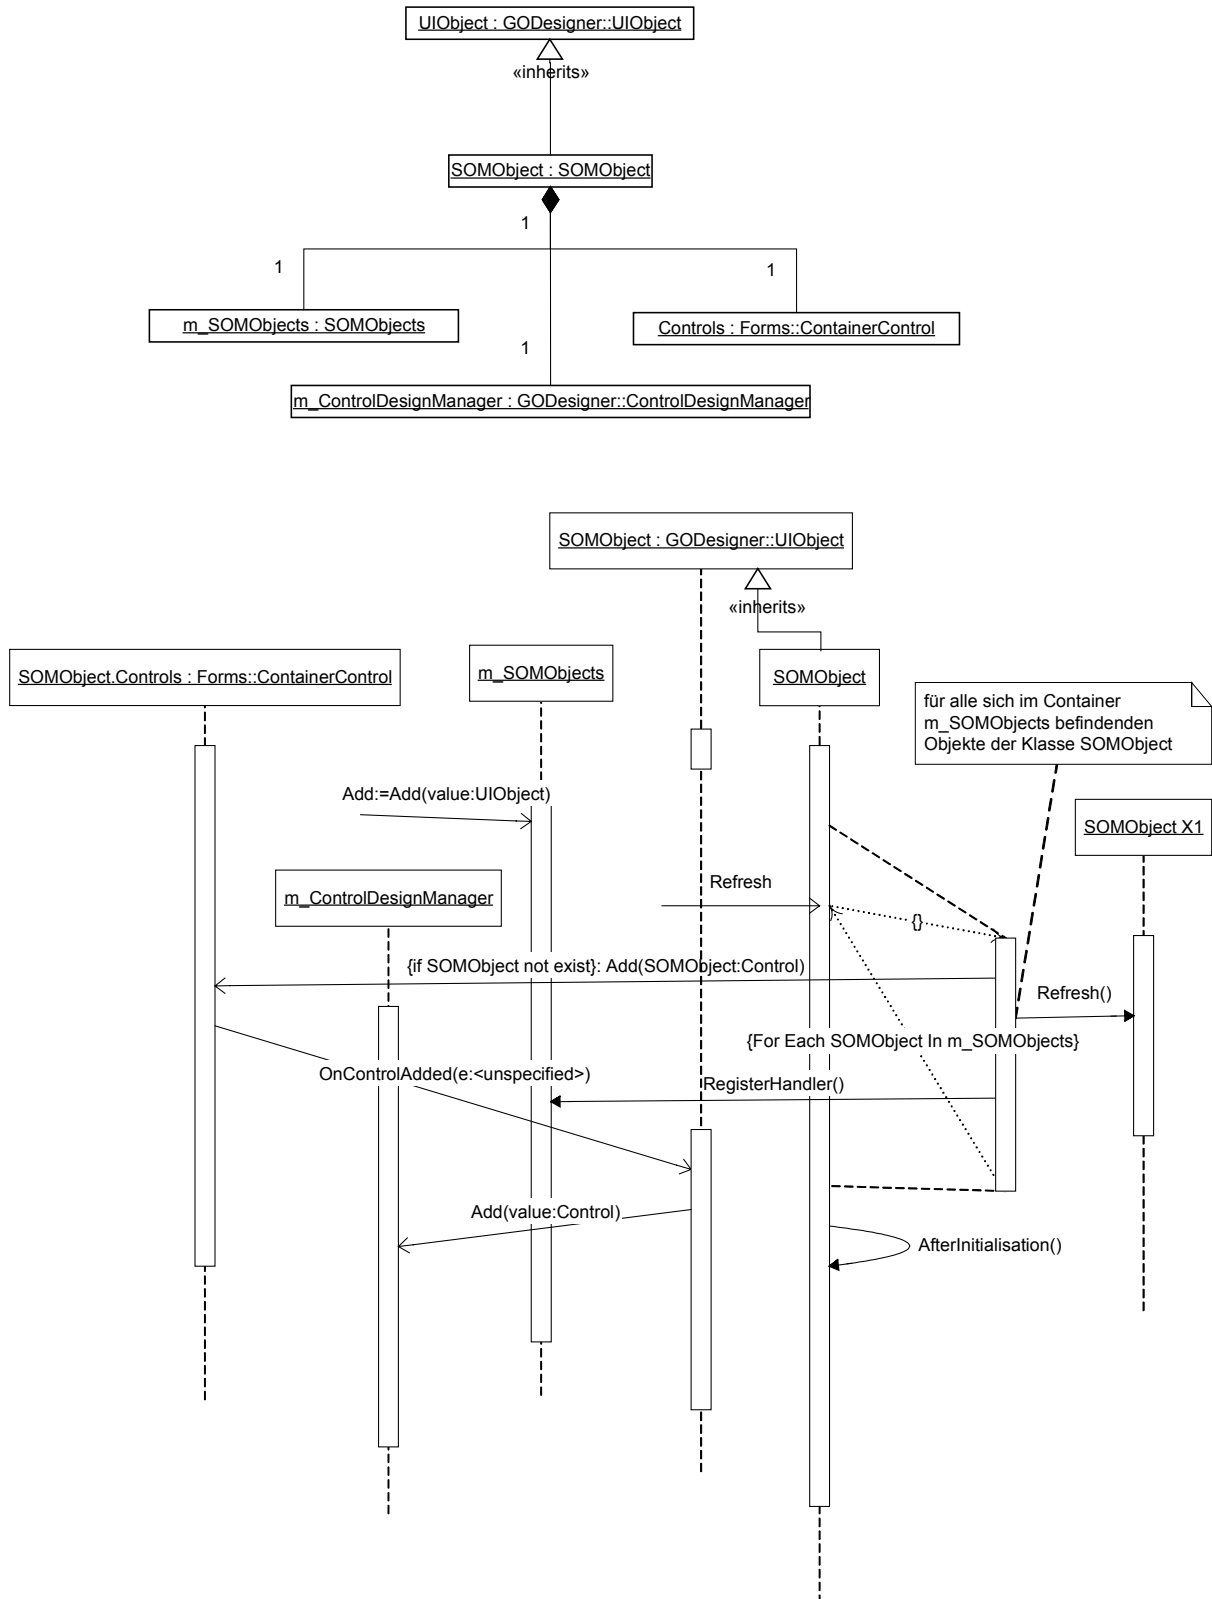 UIObject : GODesigner::UIObject
«inherits»
SOMObject : SOMObject
1
1
1
m_SOMObjects : SOMObjects
Controls : Forms::ContainerControl
1
m_ControlDesignManager : GODesigner::ControlDesignManager
SOMObject : GODesigner::UIObject
«inherits»
SOMObject.Controls : Forms::ContainerControl
m_SOMObjects
SOMObject
für alle sich im Container
m_SOMObjects befindenden
Objekte der Klasse SOMObject
Add:=Add(value:UIObject)
SOMObject X1
m_ControlDesignManager
Refresh
{}
{if SOMObject not exist}: Add(SOMObject:Control)
Refresh()
{For Each SOMObject In m_SOMObjects}
OnControlAdded(e:<unspecified>)
RegisterHandler()
Add(value:Control)
AfterInitialisation()